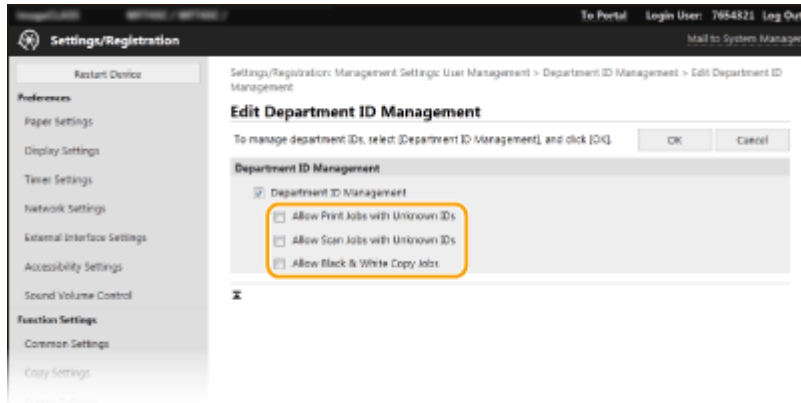 To Portal Login User: 7654321 Log Out
Settings/Registration
Mail to System Manager
Restart Device
Preferences
Paper Settings
Display Settings
Timer Settings
Network Settings
External Interface Settings
Accessibility Settings
Sound Volume Control
Function Settings
Common Settings
Copy Settings
Settings/Registration: Management Settings: User Management > Department ID Management > Edit Department ID
Management
Edit Department ID Management
To manage department IDs, select [Department ID Management], and click [OK].
OK
Cancel
Department ID Management
Department ID Management
Allow Print Jobs with Unknown IDs
Allow Scan Jobs with Unknown IDs
Allow Black & White Copy Jobs